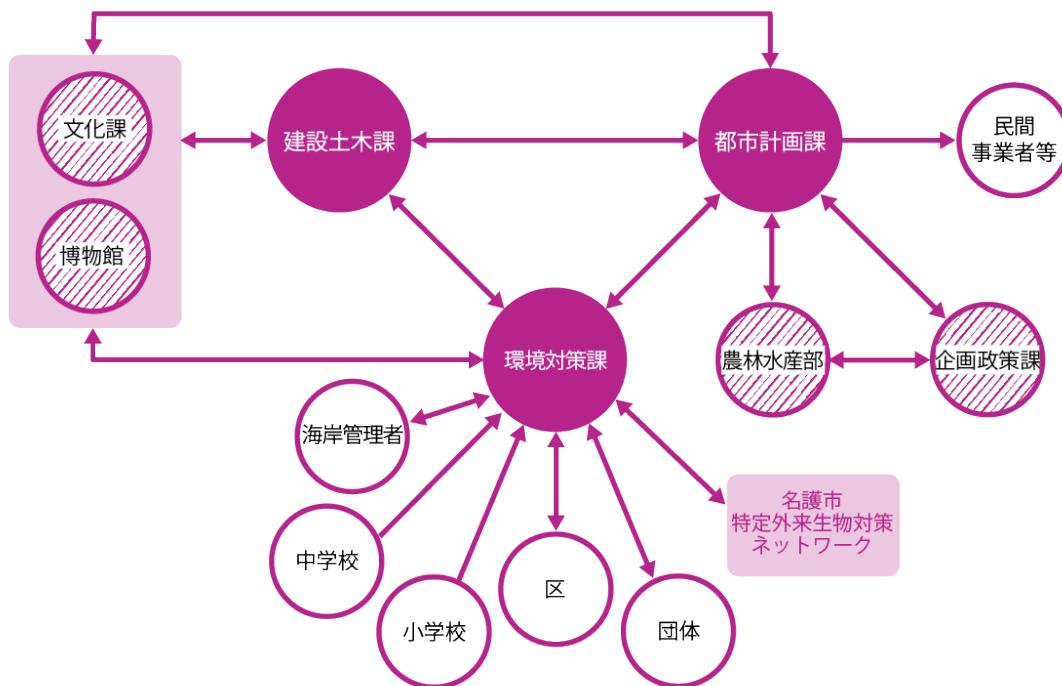 文化課
博物館
建設土木課
都市計画課
民間
事業者等
環境対策課
農林水産部
企画政策課
海岸管理者
中学校
小学校
区
団体
名護市
特定外来生物対策
ネットワーク